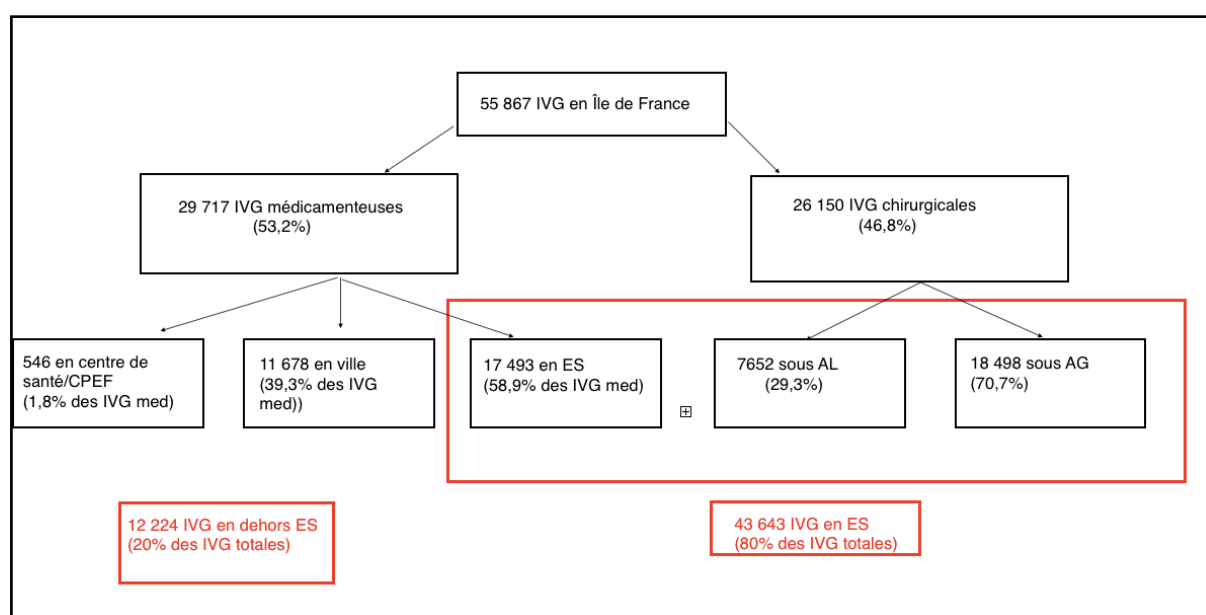 55 867 IVG en Île de France
29 717 IVG médicamenteuses
(53,2%)
26 150 IVG chirurgicales
(46,8%)
546 en centre de
santé/CPEF
(1,8% des IVG med)
11 678 en ville
(39,3% des IVG
med))
17 493 en ES
(58,9% des IVG med)
7652 sous AL
(29,3%)
18 498 sous AG
(70,7%)
12 224 IVG en dehors ES
(20% des IVG totales)
43 643 IVG en ES
(80% des IVG totales)